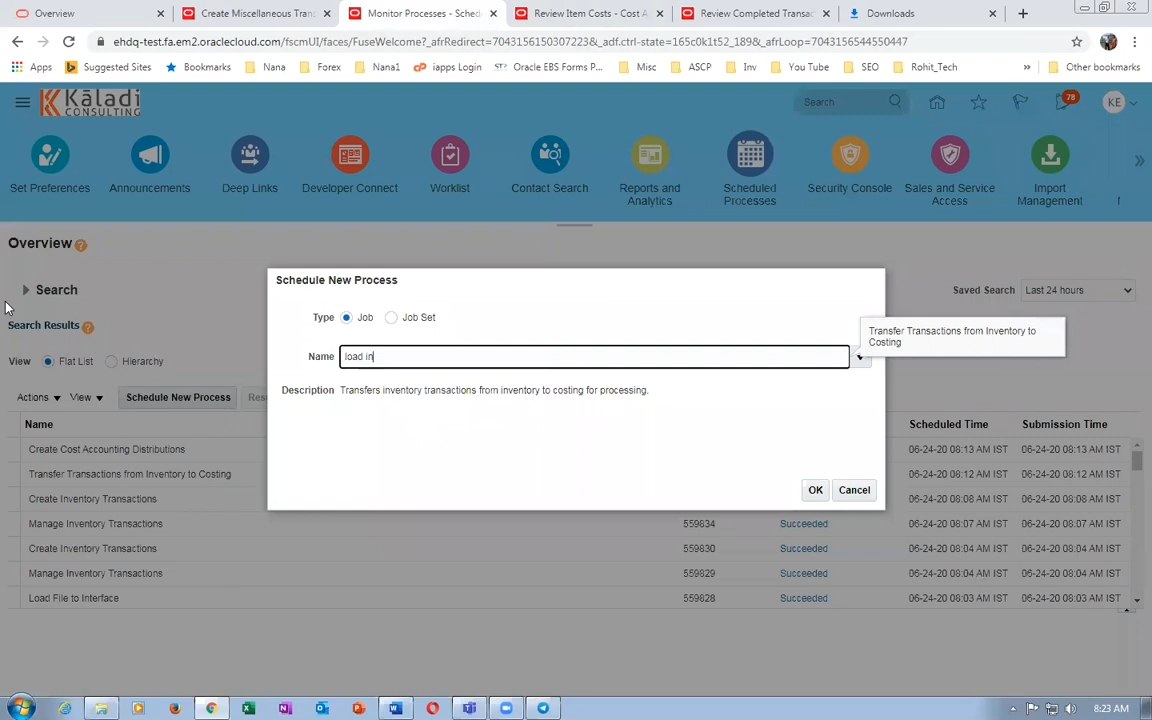 Overview
Create Miscellaneous Trans
Monitor Processes - Sched
Review Item Costs - Cost A
Review Completed Transac
Downloads
ehdq-test.fa.em2.oraclecloud.com/fscmUI/faces/FuseWelcome?_afrRedirect=7043156150307223&_adf.ctrl-state=165c0k1t52_189&_afrLoop=7043156544550447
Apps
Suggested Sites
Bookmarks
Nana
Forex
Nana1
iapps Login
Oracle EBS Forms P...
Misc
ASCP
Inv
You Tube
SEO
Rohit_Tech
»
Other bookmarks
Kāladi
CONSULTING
Search
78
KE
Set Preferences
Announcements
Deep Links
Developer Connect
Worklist
Contact Search
Reports and
Analytics
Scheduled
Processes
Security Console
Sales and Service
Access
Import
Management
Overview
Search
Saved Search Last 24 hours
Search Results
View Flat List Hierarchy
Actions View Schedule New Process
Name Scheduled Time Submission Time
Create Cost Accounting Distributions 06-24-20 08:13 AM IST 06-24-20 08:13 AM IST
Transfer Transactions from Inventory to Costing 06-24-20 08:12 AM IST 06-24-20 08:12 AM IST
Create Inventory Transactions 06-24-20 08:08 AM IST 06-24-20 08:08 AM IST
Manage Inventory Transactions 559834 Succeeded 06-24-20 08:07 AM IST 06-24-20 08:07 AM IST
Create Inventory Transactions 559830 Succeeded 06-24-20 08:04 AM IST 06-24-20 08:04 AM IST
Manage Inventory Transactions 559829 Succeeded 06-24-20 08:04 AM IST 06-24-20 08:04 AM IST
Load File to Interface 559828 Succeeded 06-24-20 08:03 AM IST 06-24-20 08:03 AM IST
Schedule New Process
Type Job Job Set
Name load in
Description Transfers inventory transactions from inventory to costing for processing.
OK Cancel
Transfer Transactions from Inventory to
Costing
8:23 AM